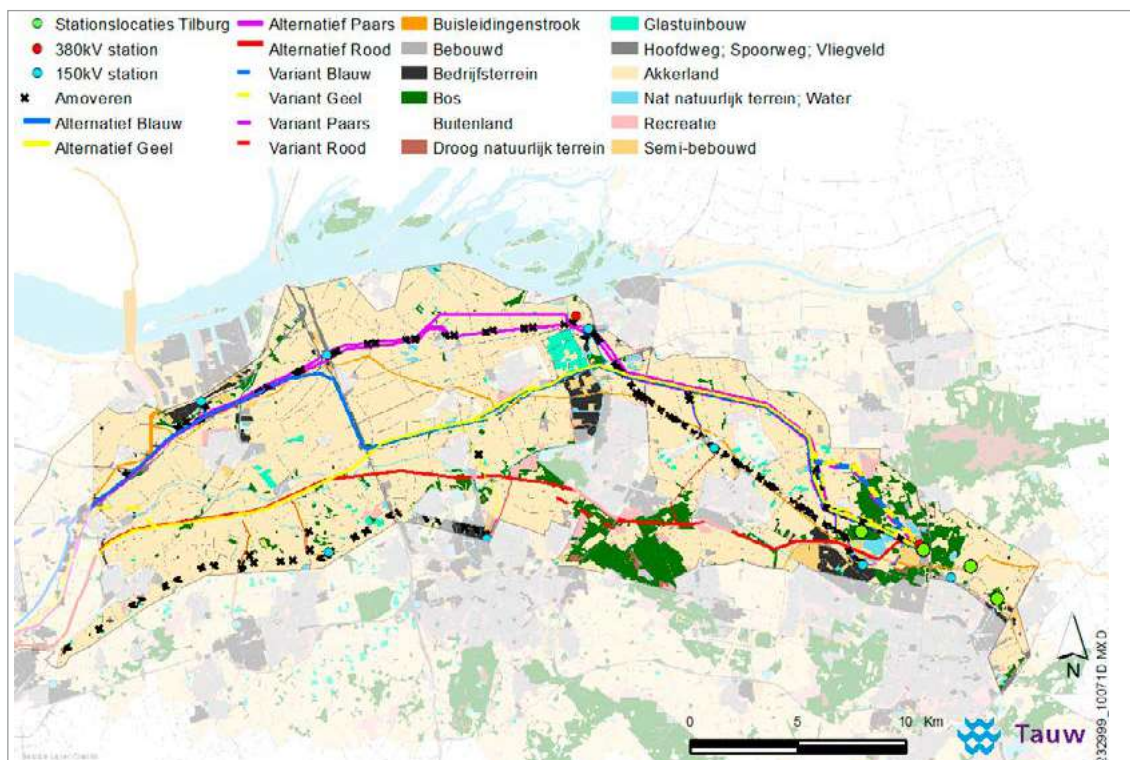 Stationslocaties Tilburg
380kV station
150kV station
Amoveren
Alternatief Blauw
Alternatief Geel
Alternatief Paars
Alternatief Rood
Variant Blauw
Variant Geel
Variant Paars
Variant Rood
Buisleidingenstrook
Bebouwd
Bedrijfsterrein
Bos
Buitenland
Droog natuurlijk terrein
Glastuinbouw
Hoofdweg; Spoorweg; Vliegveld
Akkerland
Nat natuurlijk terrein; Water
Recreatie
Semi-bebouwd
N
0 5 10 Km
Tauw
232999_10071D MXD